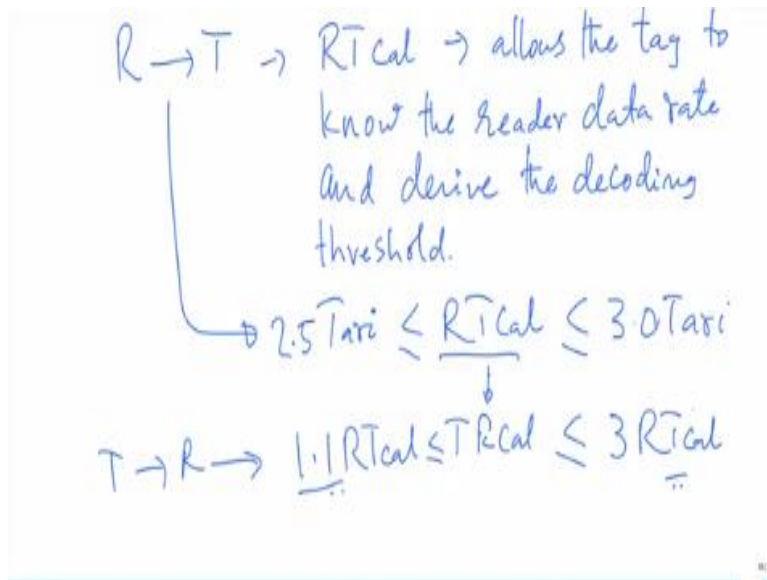 R → T → RTCal → allows the tag to
know the reader data rate
and derive the decoding
threshold.
2.5 Tari ≤ RTCal ≤ 3.0 Tari
T → R → 1.1 RTcal ≤ TRCal ≤ 3 RTcal